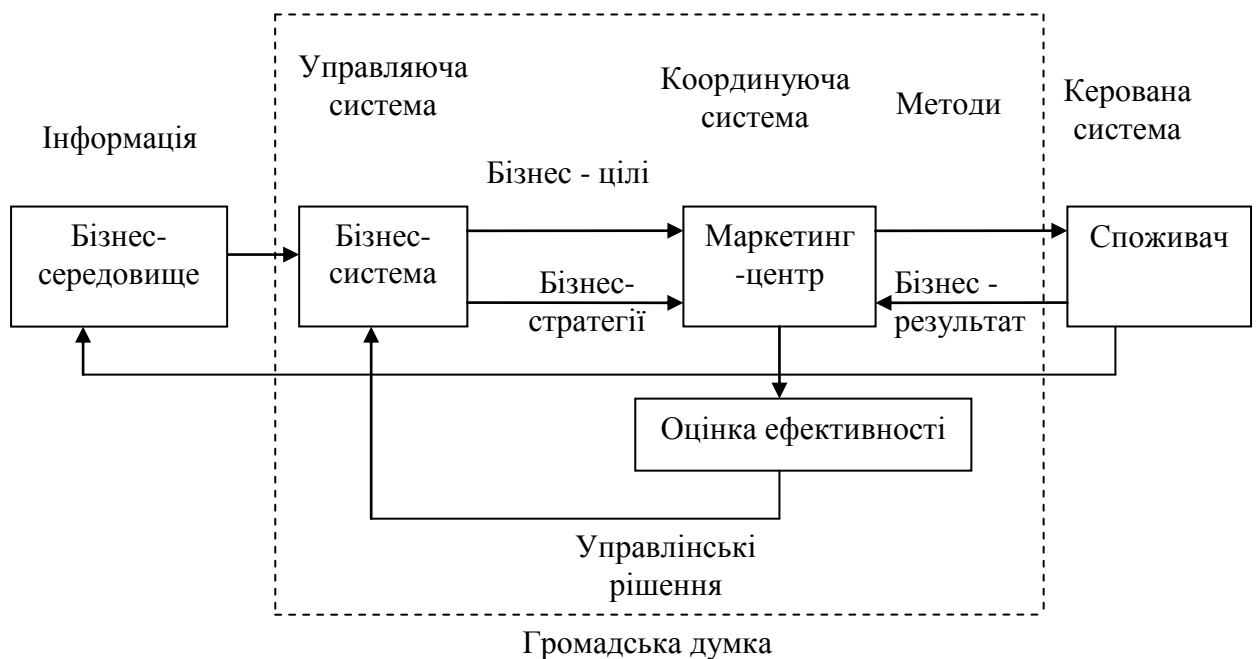 Управляюча
система
Координуюча
система
Методи
Керована
система
Інформація
Бізнес - цілі
Бізнес-
середовище
Бізнес-
система
Маркетинг
-центр
Споживач
Бізнес-
стратегії
Бізнес -
результат
Оцінка ефективності
Управлінські
рішення
Громадська думка